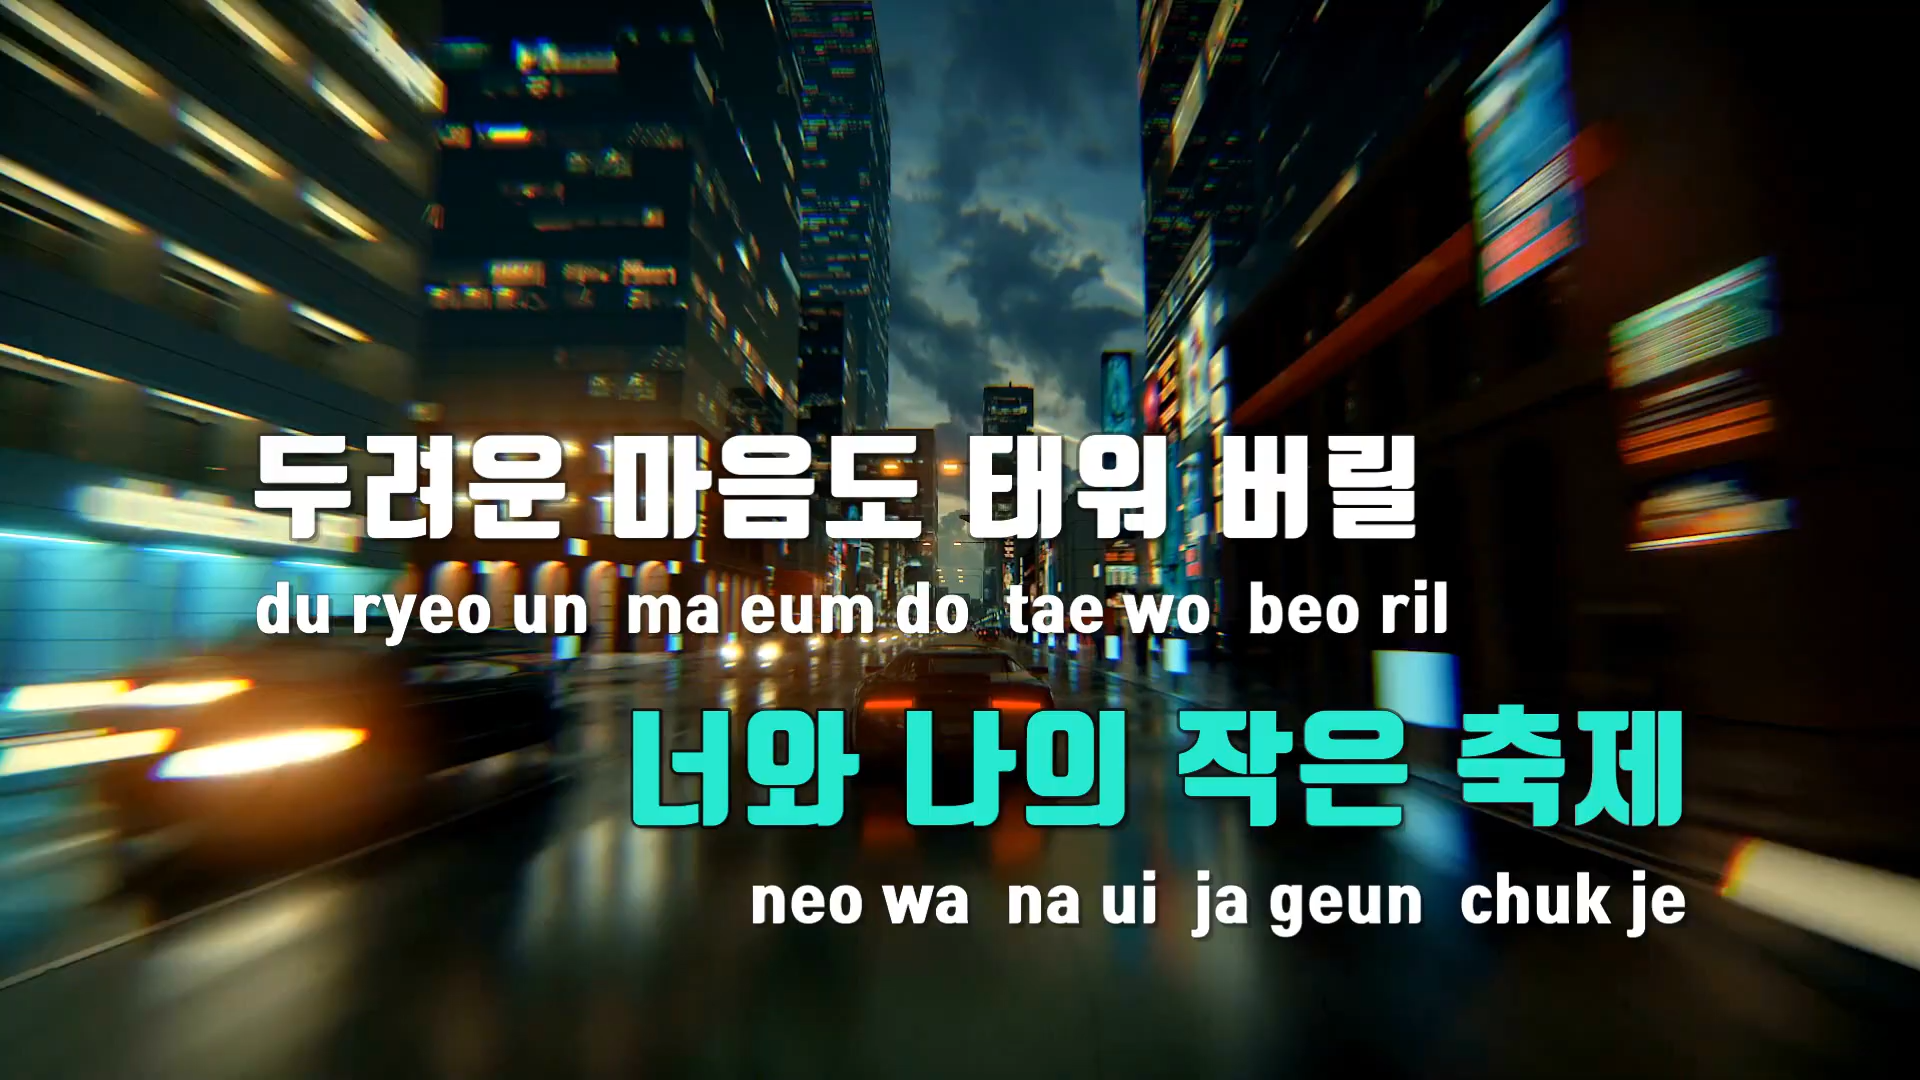 두려운 마음도 태워 버릴
du ryeo un ma eum do tae wo beo ril
너와 나의 작은 축제
neo wa na ui ja geun chuk je